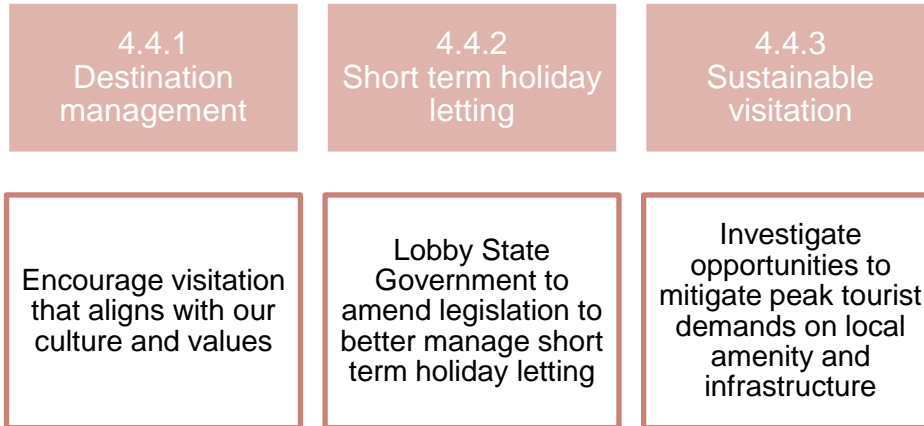 4.4.1
Destination
management
4.4.2
Short term holiday
letting
4.4.3
Sustainable
visitation
Encourage visitation
that aligns with our
culture and values
Lobby State
Government to
amend legislation to
better manage short
term holiday letting
Investigate
opportunities to
mitigate peak tourist
demands on local
amenity and
infrastructure